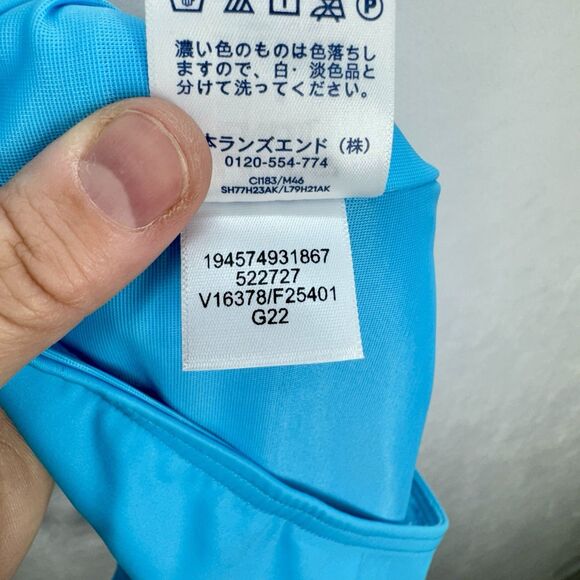 P
濃い色のものは色落ちし
ますので、白・淡色品と
分けて洗ってください。
本ランズエンド（株）
0120-554-774
CI183/M46
SH77H23AK/L79H21AK
194574931867
522727
V16378/F25401
G22